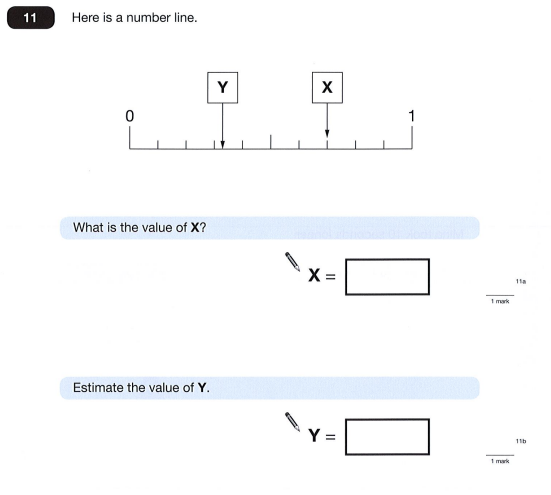 11 Here is a number line.
Y X
0 1
What is the value of X?
X =
11a
1 mark
Estimate the value of Y.
Y =
11b
1 mark